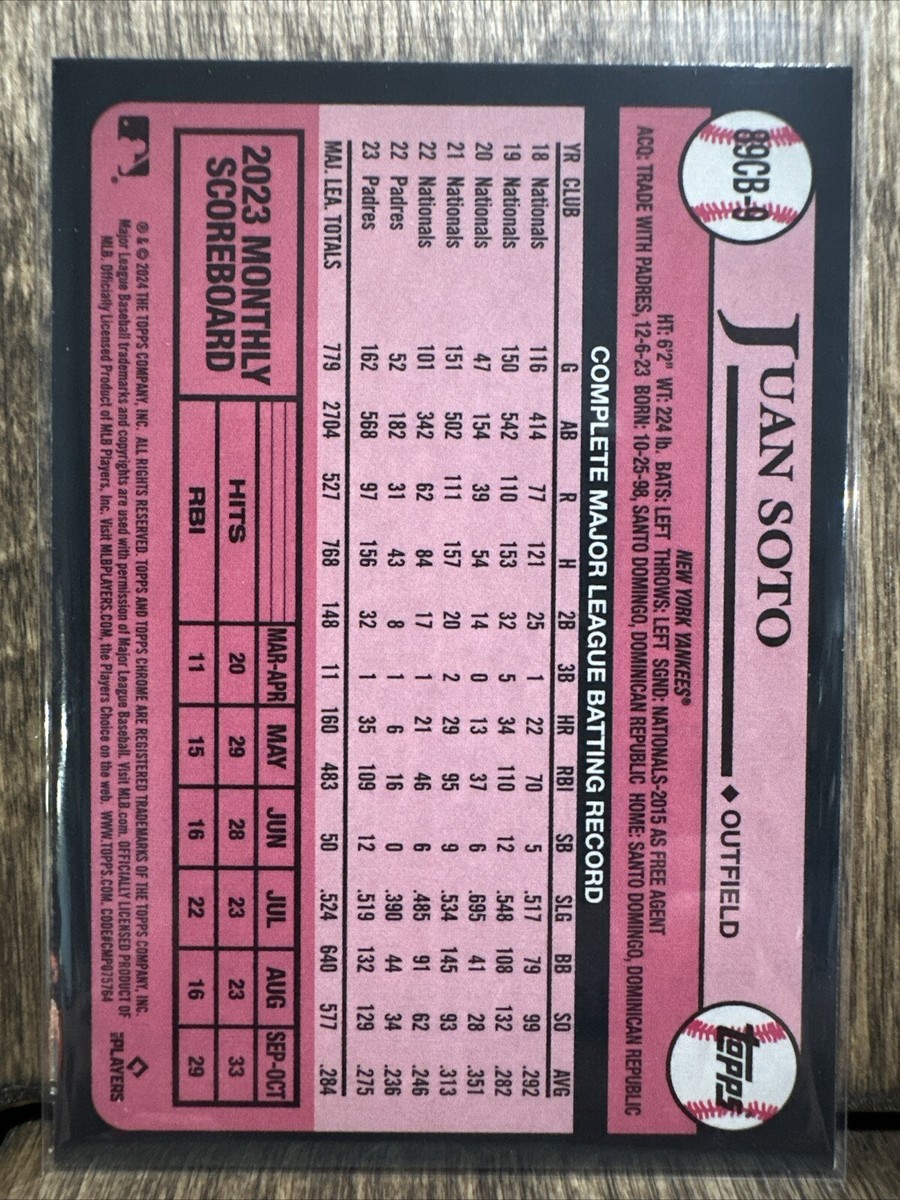 89CB-9
JUAN SOTO
◆ OUTFIELD
Topps
NEW YORK YANKEES®
HT: 6'2" WT: 224 lb. BATS: LEFT THROWS: LEFT SGND: NATIONALS-2015 AS FREE AGENT
ACQ: TRADE WITH PADRES, 12-6-23 BORN: 10-25-98, SANTO DOMINGO, DOMINICAN REPUBLIC HOME: SANTO DOMINGO, DOMINICAN REPUBLIC
COMPLETE MAJOR LEAGUE BATTING RECORD
YR CLUB G AB R H 2B 3B HR RBI SB SLG BB SO AVG
18 Nationals 116 414 77 121 25 1 22 70 5 .517 79 99 .292
19 Nationals 150 542 110 153 32 5 34 110 12 .548 108 132 .282
20 Nationals 47 154 39 54 14 0 13 37 6 .695 41 28 .351
21 Nationals 151 502 111 157 20 2 29 95 9 .534 145 93 .313
22 Nationals 101 342 62 84 17 1 21 46 6 .485 91 62 .246
22 Padres 52 182 31 43 8 1 6 16 0 .390 44 34 .236
23 Padres 162 568 97 156 32 1 35 109 12 .519 132 129 .275
MAJ. LEA. TOTALS 779 2704 527 768 148 11 160 483 50 .524 640 577 .284
2023 MONTHLY
SCOREBOARD
MAR-APR MAY JUN JUL AUG SEP-OCT
HITS 20 29 28 23 23 33
RBI 11 15 16 22 16 29
® & © 2024 THE TOPPS COMPANY, INC. ALL RIGHTS RESERVED. TOPPS AND TOPPS CHROME ARE REGISTERED TRADEMARKS OF THE TOPPS COMPANY, INC.
Major League Baseball trademarks and copyrights are used with permission of Major League Baseball. Visit MLB.com. OFFICIALLY LICENSED PRODUCT OF
MLB. Officially Licensed Product of MLB Players, Inc. Visit MLBPLAYERS.COM, the Players Choice on the web. WWW.TOPPS.COM. CODE#CMP075764
MLB PLAYERS